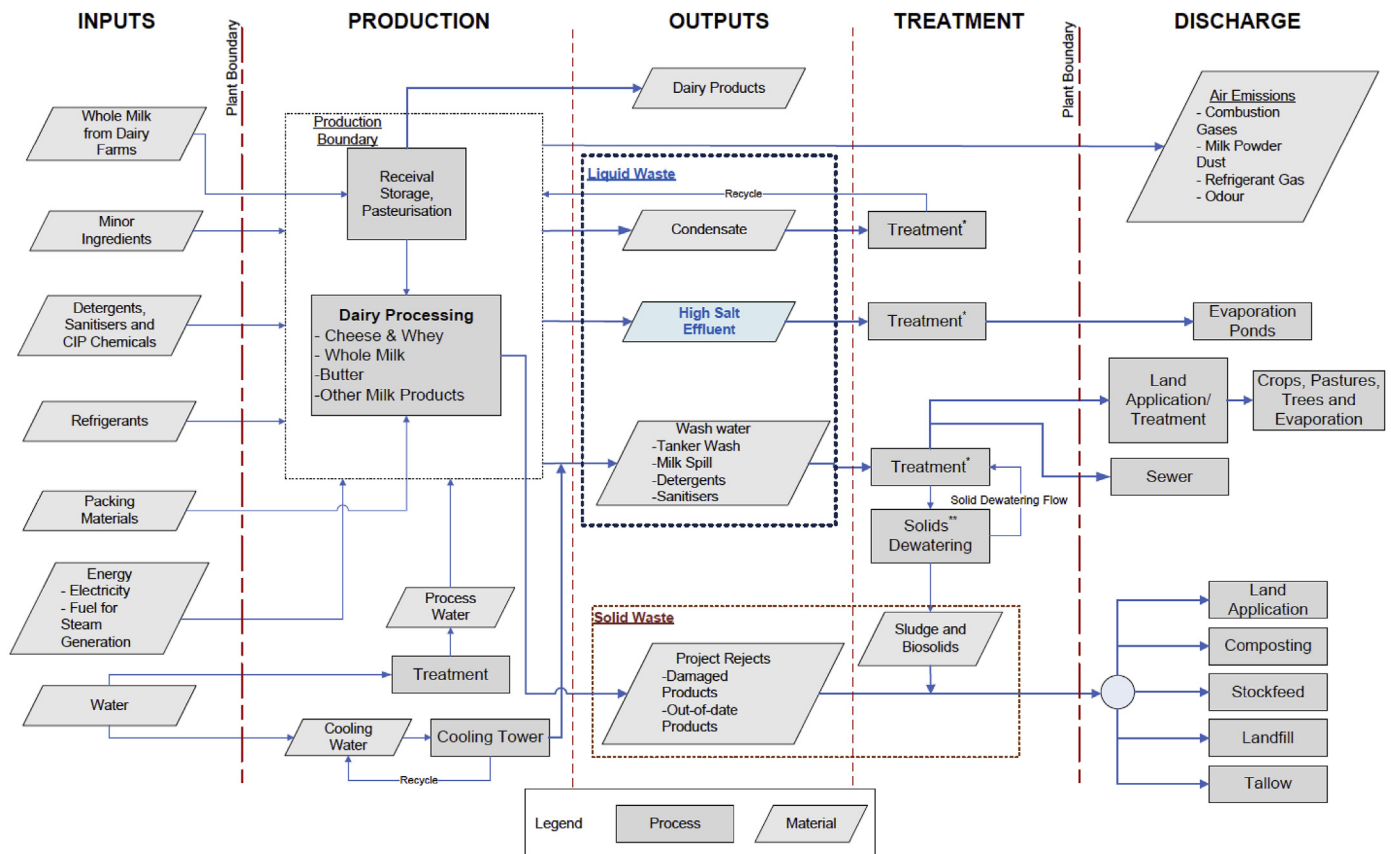 INPUTS
PRODUCTION
OUTPUTS
TREATMENT
DISCHARGE
Plant Boundary
Plant Boundary
Whole Milk
from Dairy
Farms
Minor
Ingredients
Detergents,
Sanitisers and
CIP Chemicals
Refrigerants
Packing
Materials
Energy
- Electricity
- Fuel for
Steam
Generation
Water
Production
Boundary
Receival
Storage,
Pasteurisation
Dairy Processing
- Cheese & Whey
- Whole Milk
-Butter
-Other Milk Products
Process
Water
Treatment
Cooling
Water
Cooling Tower
Recycle
Dairy Products
Liquid Waste
Recycle
Condensate
High Salt
Effluent
Wash water
-Tanker Wash
-Milk Spill
-Detergents
-Sanitisers
Solid Waste
Project Rejects
-Damaged
Products
-Out-of-date
Products
Treatment*
Treatment*
Treatment*
Solid Dewatering Flow
Solids**
Dewatering
Sludge and
Biosolids
Air Emissions
- Combustion
Gases
- Milk Powder
Dust
- Refrigerant Gas
- Odour
Evaporation
Ponds
Land
Application/
Treatment
Crops, Pastures,
Trees and
Evaporation
Sewer
Land
Application
Composting
Stockfeed
Landfill
Tallow
Legend
Process
Material